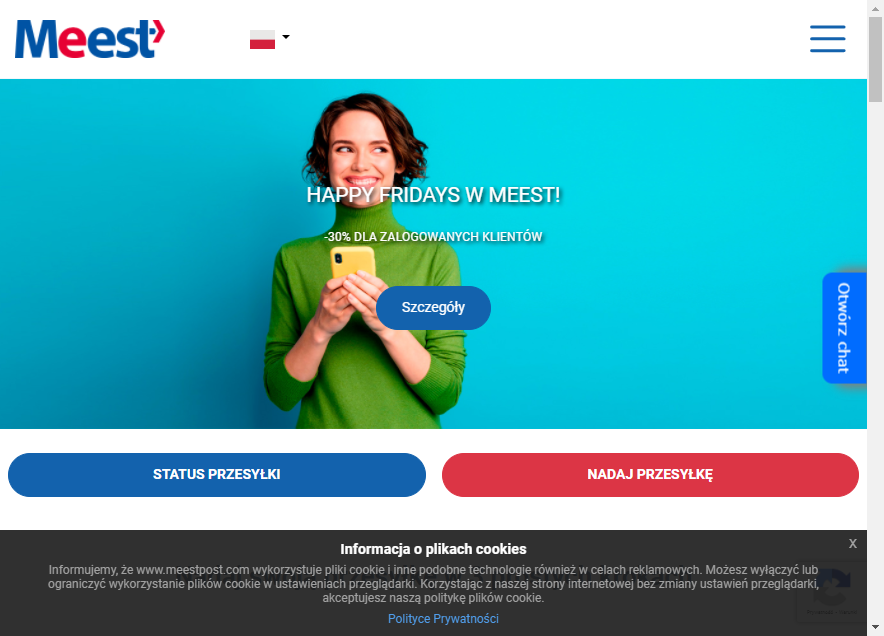 Meest
HAPPY FRIDAYS W MEEST!
-30% DLA ZALOGOWANYCH KLIENTÓW
Szczegóły
Otwórz chat
STATUS PRZESYŁKI
NADAJ PRZESYŁKĘ
X
Informacja o plikach cookies
Informujemy, że www.meestpost.com wykorzystuje pliki cookie i inne podobne technologie również w celach reklamowych. Możesz wyłączyć lub
ograniczyć wykorzystanie plików cookie w ustawieniach przeglądarki. Korzystając z naszej strony internetowej bez zmiany ustawień przeglądarki,
akceptujesz naszą politykę plików cookie.
Polityce Prywatności